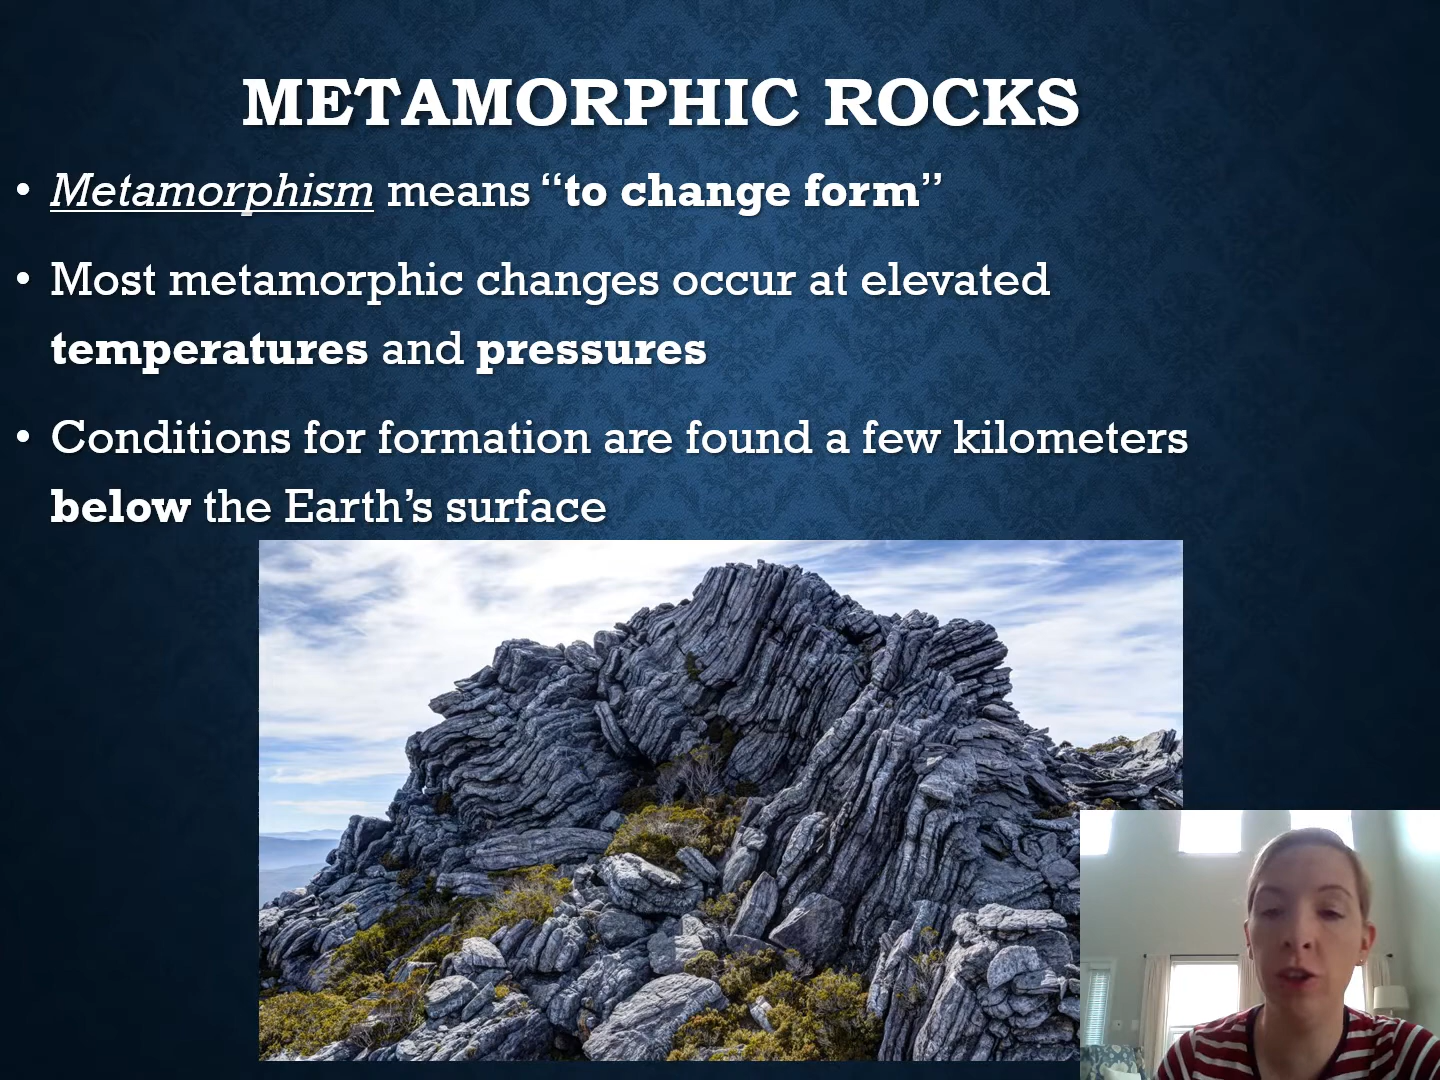 METAMORPHIC ROCKS
• Metamorphism means “to change form”
• Most metamorphic changes occur at elevated
temperatures and pressures
• Conditions for formation are found a few kilometers
below the Earth’s surface